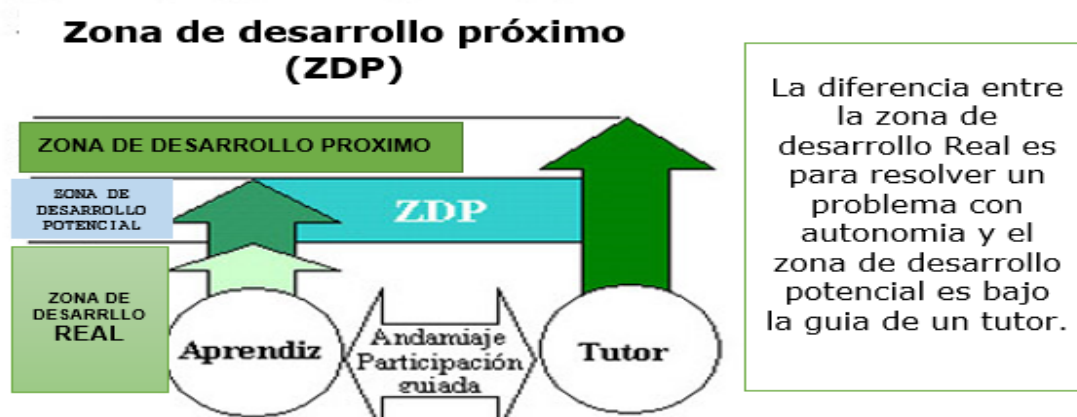 Zona de desarrollo próximo
(ZDP)
ZONA DE DESARROLLO PROXIMO
SONA DE
DESARROLLO
POTENCIAL
ZDP
ZONA DE
DESARRLLO
REAL
Aprendiz
Andamiaje
Participación
guiada
Tutor
La diferencia entre
la zona de
desarrollo Real es
para resolver un
problema con
autonomia y el
zona de desarrollo
potencial es bajo
la guia de un tutor.